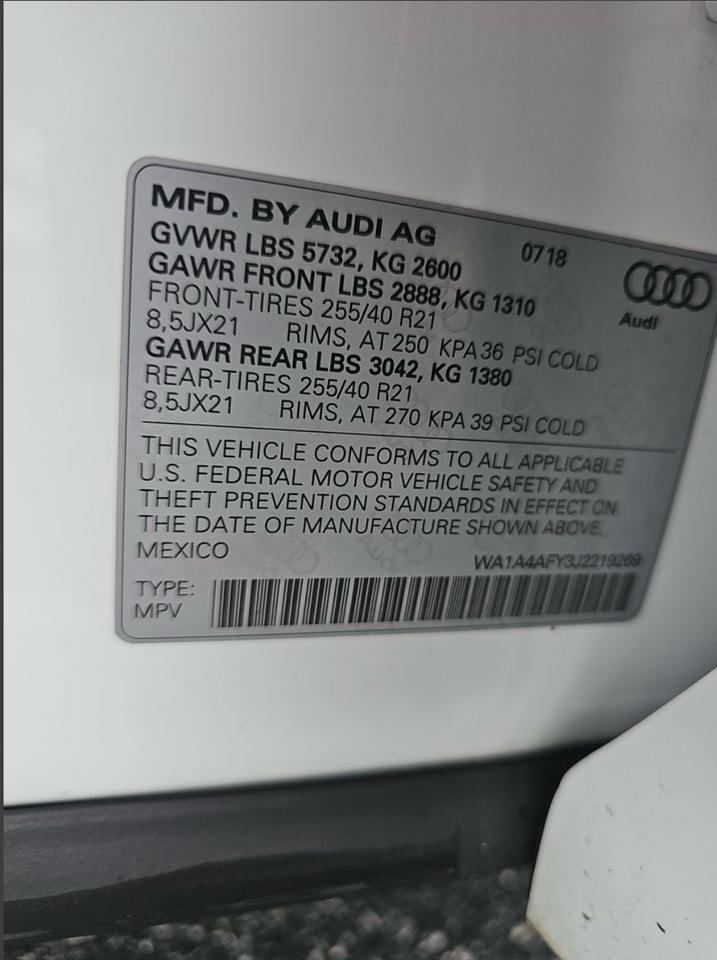 MFD. BY AUDI AG 0718
GVWR LBS 5732, KG 2600
GAWR FRONT LBS 2888, KG 1310
FRONT-TIRES 255/40 R21
8,5JX21 RIMS, AT 250 KPA 36 PSI COLD
Audi
GAWR REAR LBS 3042, KG 1380
REAR-TIRES 255/40 R21
8,5JX21 RIMS, AT 270 KPA 39 PSI COLD
THIS VEHICLE CONFORMS TO ALL APPLICABLE
U.S. FEDERAL MOTOR VEHICLE SAFETY AND
THEFT PREVENTION STANDARDS IN EFFECT ON
THE DATE OF MANUFACTURE SHOWN ABOVE.
MEXICO WA1A4AFY3J2219269
TYPE:
MPV